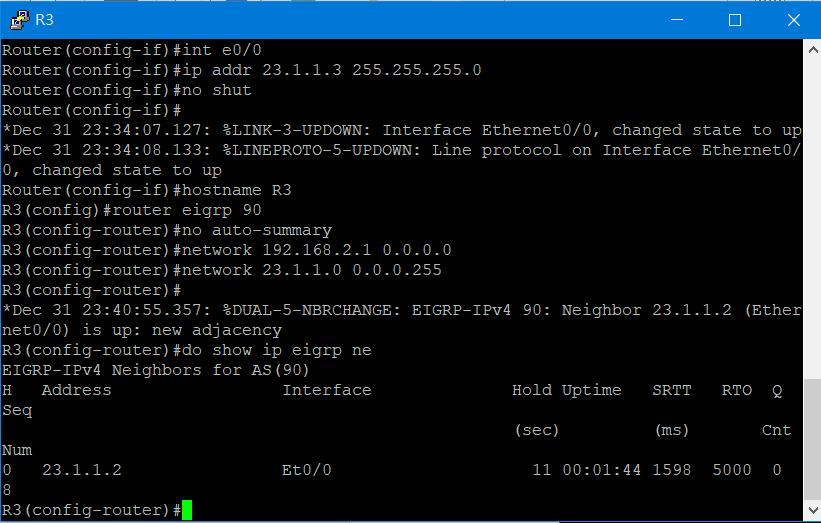 R3
Router(config-if)#int e0/0
Router(config-if)#ip addr 23.1.1.3 255.255.255.0
Router(config-if)#no shut
Router(config-if)#
*Dec 31 23:34:07.127: %LINK-3-UPDOWN: Interface Ethernet0/0, changed state to up
*Dec 31 23:34:08.133: %LINEPROTO-5-UPDOWN: Line protocol on Interface Ethernet0/
0, changed state to up
Router(config-if)#hostname R3
R3(config)#router eigrp 90
R3(config-router)#no auto-summary
R3(config-router)#network 192.168.2.1 0.0.0.0
R3(config-router)#network 23.1.1.0 0.0.0.255
R3(config-router)#
*Dec 31 23:40:55.357: %DUAL-5-NBRCHANGE: EIGRP-IPv4 90: Neighbor 23.1.1.2 (Ether
net0/0) is up: new adjacency
R3(config-router)#do show ip eigrp ne
EIGRP-IPv4 Neighbors for AS(90)
H   Address                 Interface              Hold Uptime   SRTT   RTO  Q
Seq
                                                   (sec)         (ms)       Cnt
Num
0   23.1.1.2                Et0/0                    11 00:01:44 1598  5000  0
8
R3(config-router)#